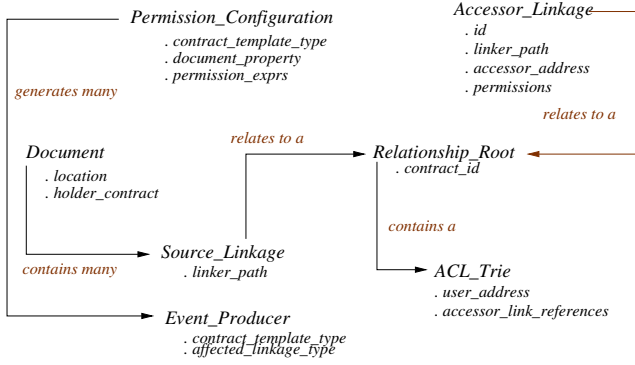 Permission_Configuration
. contract_template_type
. document_property
. permission_exprs
Accessor_Linkage
. id
. linker_path
. accessor_address
. permissions
generates many
relates to a
relates to a
Document
. location
. holder_contract
Relationship_Root
. contract_id
contains many
Source_Linkage
. linker_path
contains a
ACL_Trie
. user_address
. accessor_link_references
Event_Producer
. contract_template_type
. affected_linkage_type